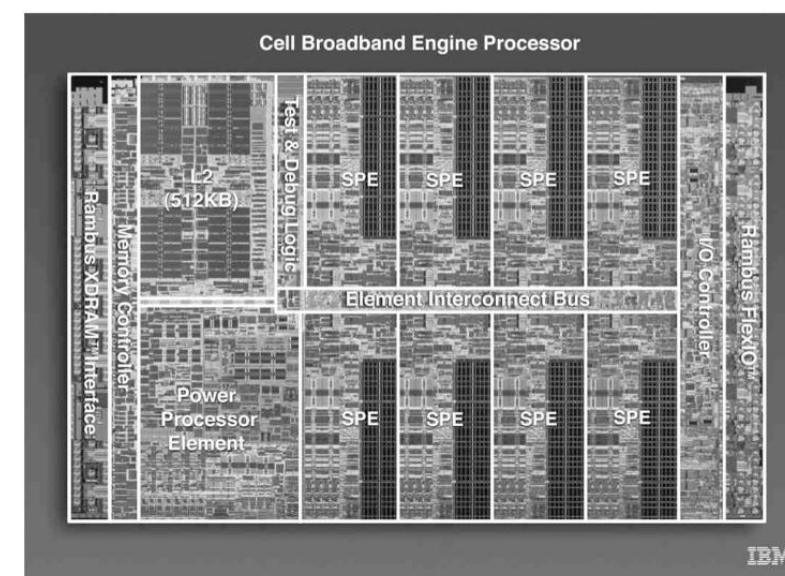 Cell Broadband Engine Processor
Rambus XDRAM™ Interface
Memory Controller
L2
(512KB)
Test & Debug Logic
SPE
SPE
SPE
SPE
I/O Controller
Rambus FlexIO™
Element Interconnect Bus
Power
Processor
Element
SPE
SPE
SPE
SPE
IBM